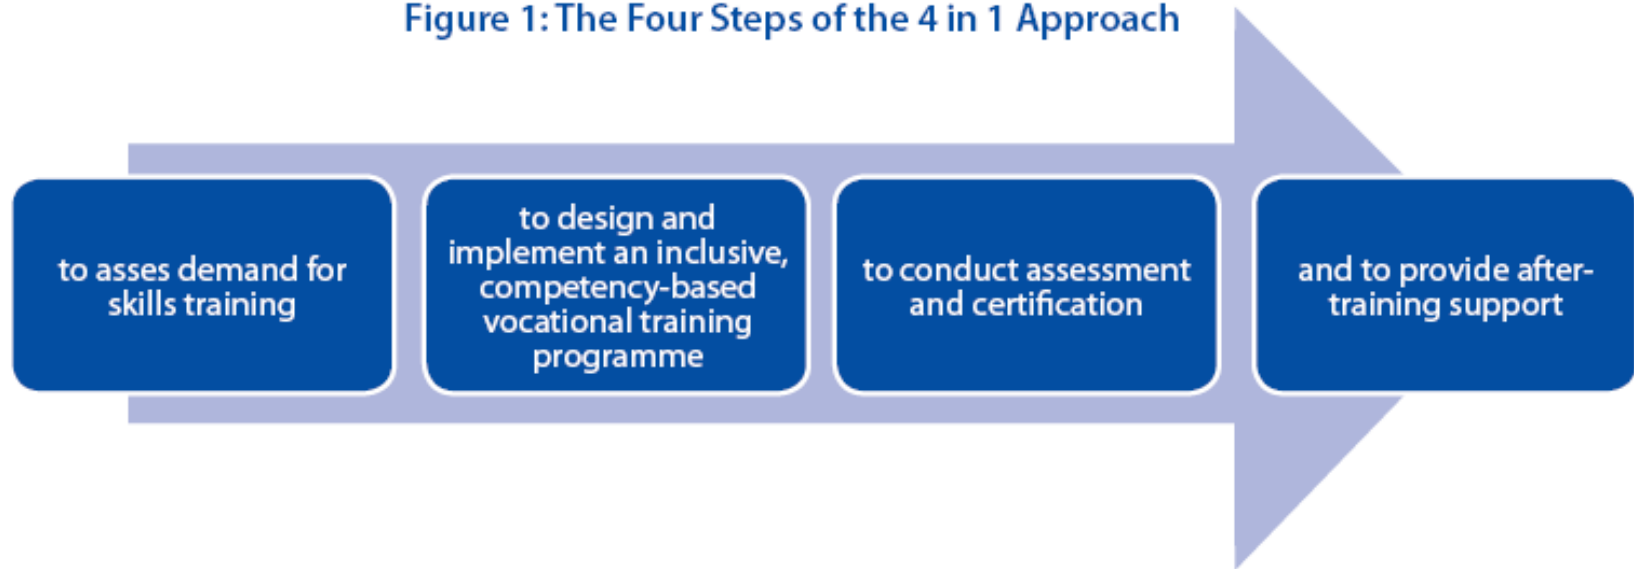 Figure 1: The Four Steps of the 4 in 1 Approach
to asses demand for
skills training
to design and
implement an inclusive,
competency-based
vocational training
programme
to conduct assessment
and certification
and to provide after-
training support